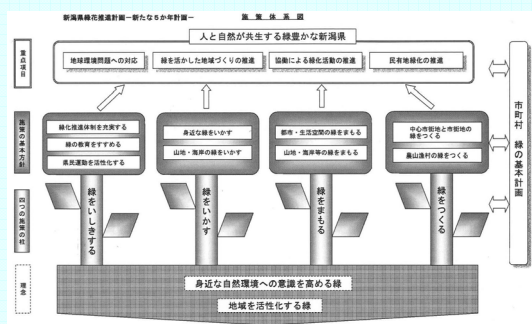 新潟県緑花推進計画－新たな５か年計画－
施策体系図
人と自然が共生する緑豊かな新潟県
重点項目
地球環境問題への対応
緑を活かした地域づくりの推進
協働による緑化活動の推進
民有地緑化の推進
施策の基本方針
緑化推進体制を充実する
緑の教育をすすめる
県民運動を活性化する
身近な緑をいかす
山地・海岸の緑をいかす
都市・生活空間の緑をまもる
山地・海岸等の緑をまもる
中心市街地と市街地の
緑をつくる
農山漁村の緑をつくる
市町村　緑の基本計画
四つの施策の柱
緑をいしきする
緑をいかす
緑をまもる
緑をつくる
理念
身近な自然環境への意識を高める緑
地域を活性化する緑